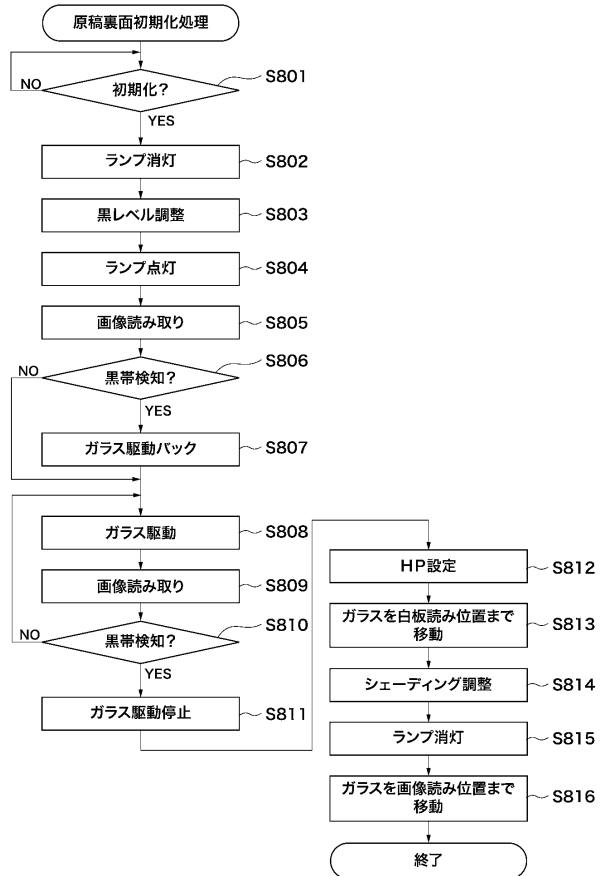 原稿裏面初期化処理
初期化？
S801
NO
YES
ランプ消灯
S802
黒レベル調整
S803
ランプ点灯
S804
画像読み取り
S805
黒帯検知？
S806
NO
YES
ガラス駆動バック
S807
ガラス駆動
S808
画像読み取り
S809
黒帯検知？
S810
NO
YES
ガラス駆動停止
S811
HP設定
S812
ガラスを白板読み位置まで
移動
S813
シェーディング調整
S814
ランプ消灯
S815
ガラスを画像読み位置まで
移動
S816
終了